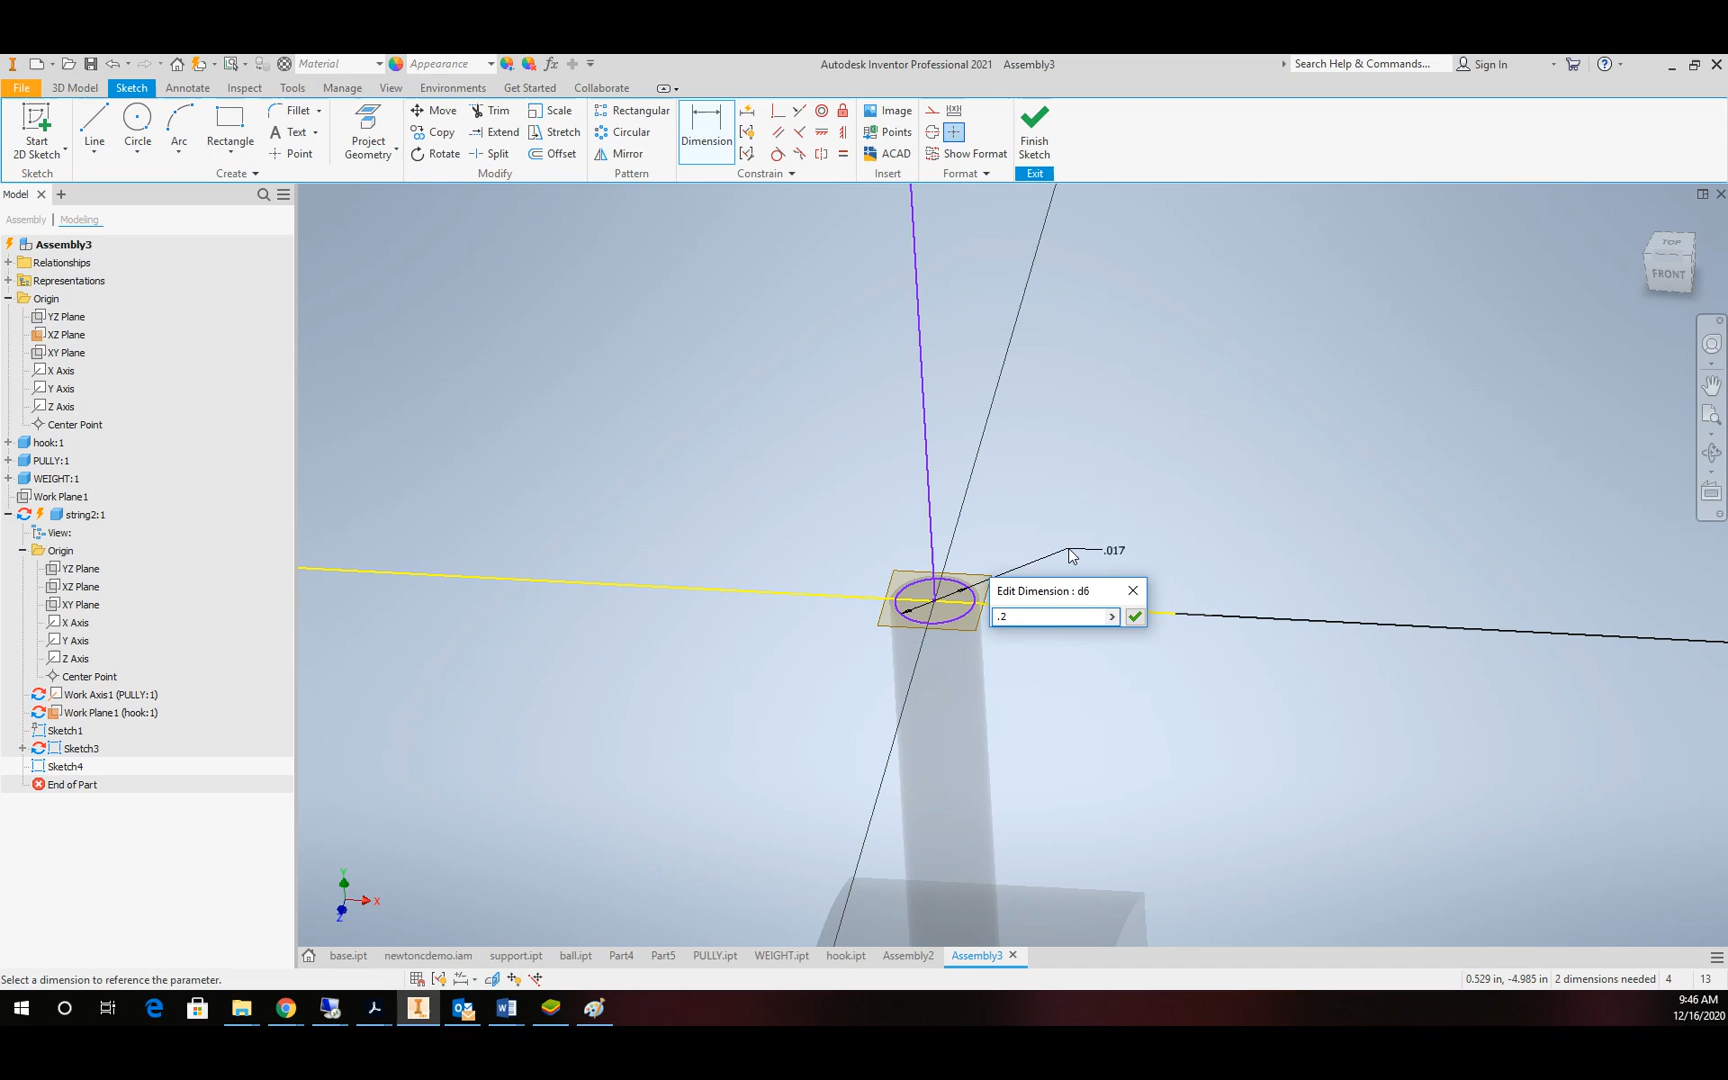 Material Appearance Autodesk Inventor Professional 2021 Assembly3 Search Help & Commands... Sign In
File 3D Model Sketch Annotate Inspect Tools Manage View Environments Get Started Collaborate
Start
2D Sketch
Sketch
Line Circle Arc Rectangle
Fillet
Text
Point
Create
Project
Geometry
Move Trim Scale
Copy Extend Stretch
Rotate Split Offset
Modify
Rectangular
Circular
Mirror
Pattern
Dimension
Constrain
Image
Points
ACAD
Insert
Show Format
Format
Finish
Sketch
Exit
Model
Assembly Modeling
Assembly3
Relationships
Representations
Origin
YZ Plane
XZ Plane
XY Plane
X Axis
Y Axis
Z Axis
Center Point
hook:1
PULLY:1
WEIGHT:1
Work Plane1
string2:1
View:
Origin
YZ Plane
XZ Plane
XY Plane
X Axis
Y Axis
Z Axis
Center Point
Work Axis1 (PULLY:1)
Work Plane1 (hook:1)
Sketch1
Sketch3
Sketch4
End of Part
TOP
FRONT
.017
Edit Dimension : d6
.2
Y
X
Z
base.ipt newtoncdemo.iam support.ipt ball.ipt Part4 Part5 PULLY.ipt WEIGHT.ipt hook.ipt Assembly2 Assembly3
Select a dimension to reference the parameter. 0.529 in, -4.985 in 2 dimensions needed 4 13
9:46 AM
12/16/2020